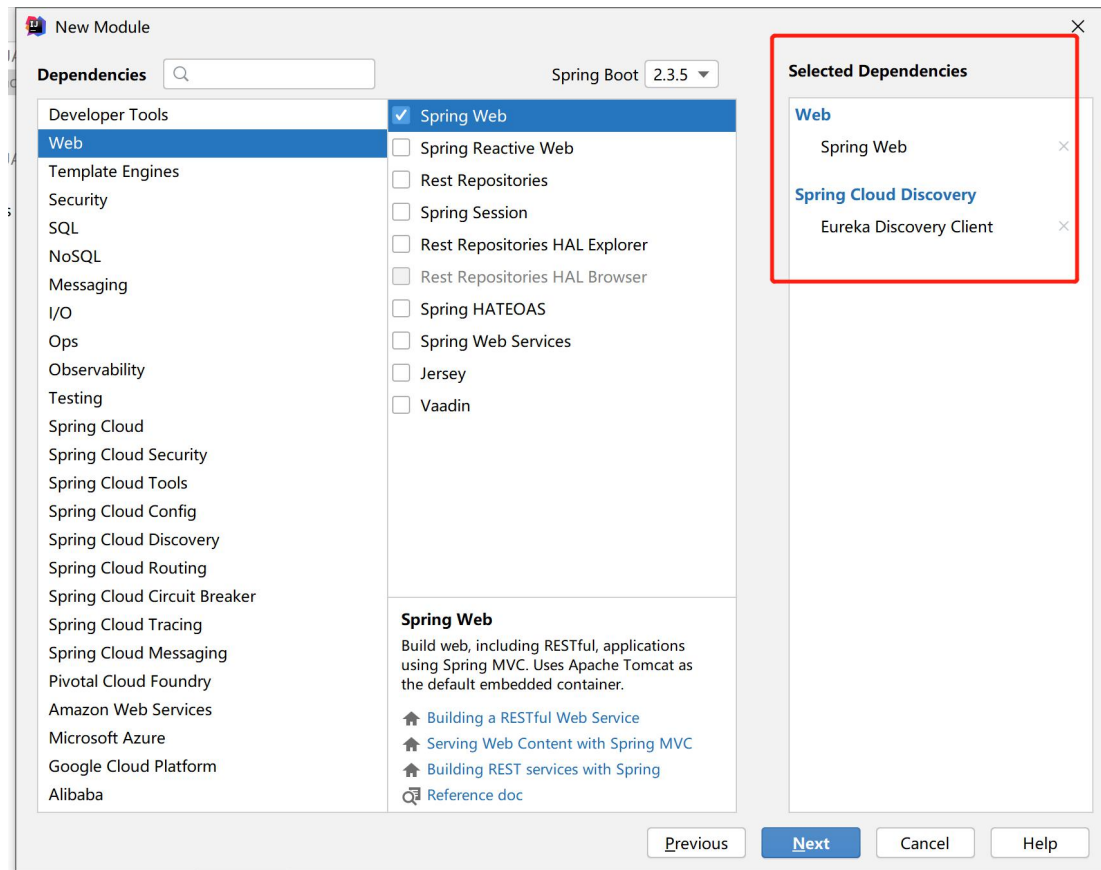 New Module
Dependencies
Spring Boot 2.3.5
Developer Tools
Web
Template Engines
Security
SQL
NoSQL
Messaging
I/O
Ops
Observability
Testing
Spring Cloud
Spring Cloud Security
Spring Cloud Tools
Spring Cloud Config
Spring Cloud Discovery
Spring Cloud Routing
Spring Cloud Circuit Breaker
Spring Cloud Tracing
Spring Cloud Messaging
Pivotal Cloud Foundry
Amazon Web Services
Microsoft Azure
Google Cloud Platform
Alibaba
Spring Web
Spring Reactive Web
Rest Repositories
Spring Session
Rest Repositories HAL Explorer
Rest Repositories HAL Browser
Spring HATEOAS
Spring Web Services
Jersey
Vaadin
Spring Web
Build web, including RESTful, applications
using Spring MVC. Uses Apache Tomcat as
the default embedded container.
Building a RESTful Web Service
Serving Web Content with Spring MVC
Building REST services with Spring
Reference doc
Selected Dependencies
Web
Spring Web
Spring Cloud Discovery
Eureka Discovery Client
Previous
Next
Cancel
Help